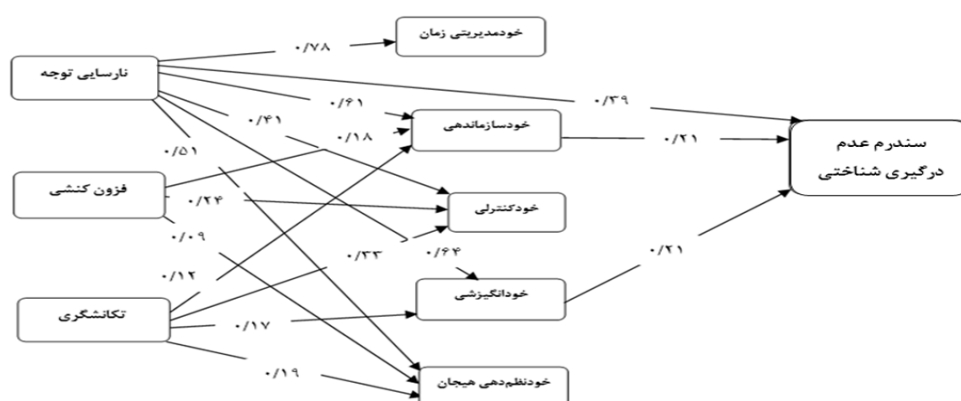 خودمدیریتی زمان
۰/۷۸
نارسایی توجه
۰/۳۹
۰/۶۱
۰/۴۱
خودسازماندهی
۰/۱۸
۰/۲۱
سندرم عدم
درگیری شناختی
۰/۵۱
فزون کنشی
۰/۲۴
خودکنترلی
۰/۰۹
۰/۳۳
۰/۶۴
۰/۲۱
۰/۱۲
خودانگیزشی
تکانشگری
۰/۱۷
۰/۱۹
خودنظم‌دهی هیجان